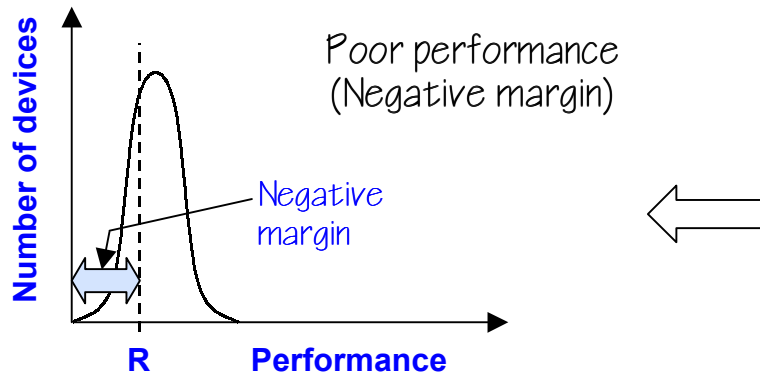 Number of devices
Poor performance
(Negative margin)
Negative
margin
R
Performance